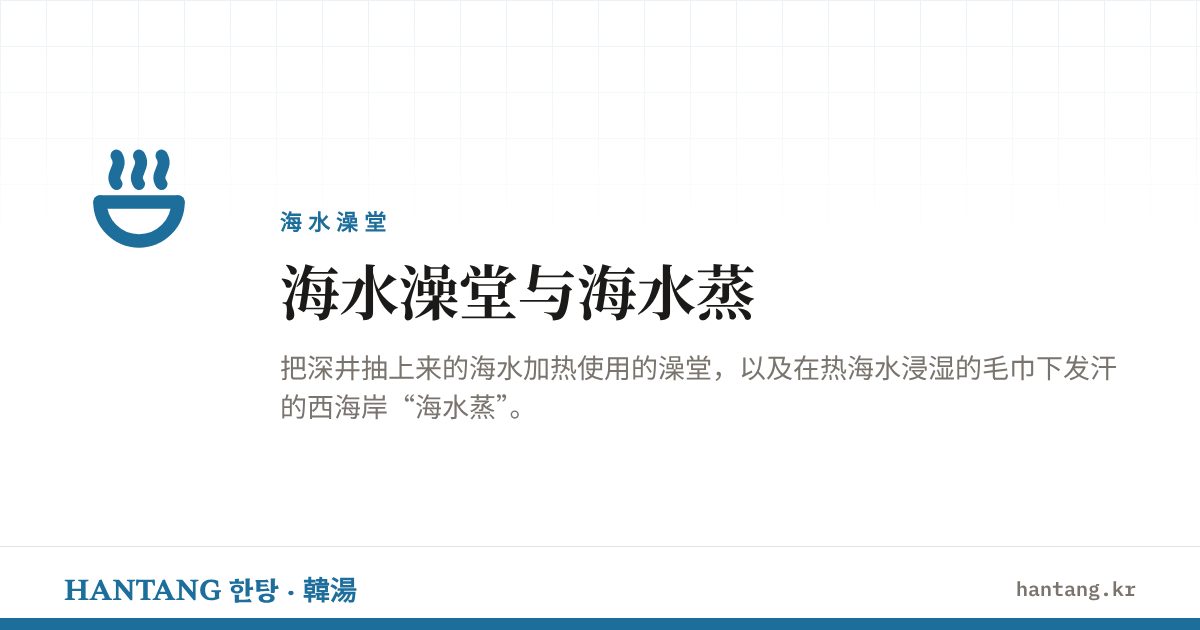 海水澡堂
海水澡堂与海水蒸
把深井抽上来的海水加热使用的澡堂，以及在热海水浸湿的毛巾下发汗
的西海岸“海水蒸”。
HANTANG 한탕 · 韓湯
hantang.kr